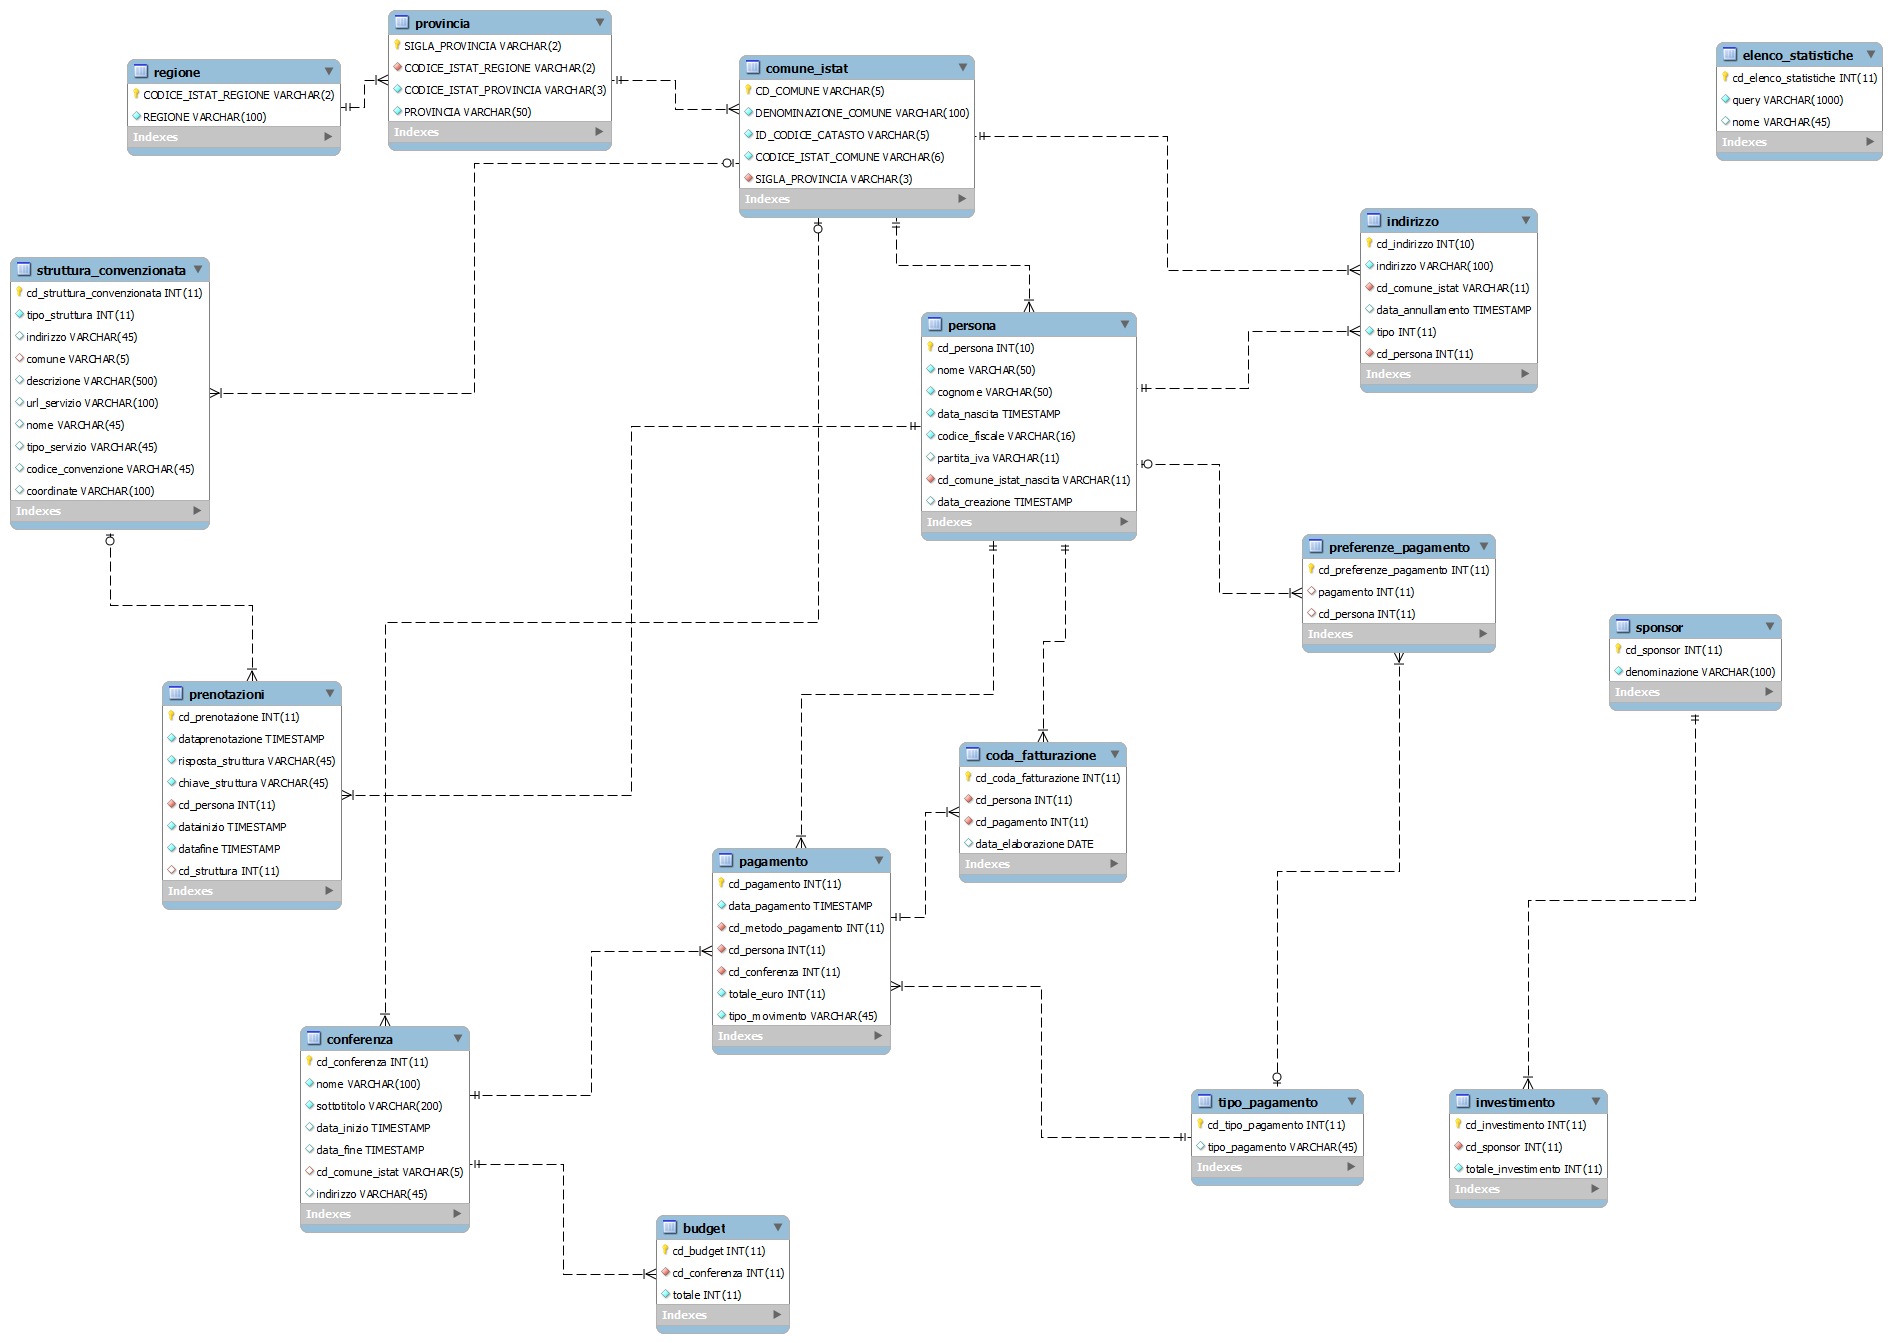 provincia
SIGLA_PROVINCIA VARCHAR(2)
CODICE_ISTAT_REGIONE VARCHAR(2)
CODICE_ISTAT_PROVINCIA VARCHAR(3)
PROVINCIA VARCHAR(50)
Indexes
regione
CODICE_ISTAT_REGIONE VARCHAR(2)
REGIONE VARCHAR(100)
Indexes
comune_istat
CD_COMUNE VARCHAR(5)
DENOMINAZIONE_COMUNE VARCHAR(100)
ID_CODICE_CATASTO VARCHAR(5)
CODICE_ISTAT_COMUNE VARCHAR(6)
SIGLA_PROVINCIA VARCHAR(3)
Indexes
elenco_statistiche
cd_elenco_statistiche INT(11)
query VARCHAR(1000)
nome VARCHAR(45)
Indexes
indirizzo
cd_indirizzo INT(10)
indirizzo VARCHAR(100)
cd_comune_istat VARCHAR(11)
data_annullamento TIMESTAMP
tipo INT(11)
cd_persona INT(11)
Indexes
struttura_convenzionata
cd_struttura_convenzionata INT(11)
tipo_struttura INT(11)
indirizzo VARCHAR(45)
comune VARCHAR(5)
descrizione VARCHAR(500)
url_servizio VARCHAR(100)
nome VARCHAR(45)
tipo_servizio VARCHAR(45)
codice_convenzione VARCHAR(45)
coordinate VARCHAR(100)
Indexes
persona
cd_persona INT(10)
nome VARCHAR(50)
cognome VARCHAR(50)
data_nascita TIMESTAMP
codice_fiscale VARCHAR(16)
partita_iva VARCHAR(11)
cd_comune_istat_nascita VARCHAR(11)
data_creazione TIMESTAMP
Indexes
preferenze_pagamento
cd_preferenze_pagamento INT(11)
pagamento INT(11)
cd_persona INT(11)
Indexes
sponsor
cd_sponsor INT(11)
denominazione VARCHAR(100)
Indexes
prenotazioni
cd_prenotazione INT(11)
dataprenotazione TIMESTAMP
risposta_struttura VARCHAR(45)
chiave_struttura VARCHAR(45)
cd_persona INT(11)
datainizio TIMESTAMP
datafine TIMESTAMP
cd_struttura INT(11)
Indexes
coda_fatturazione
cd_coda_fatturazione INT(11)
cd_persona INT(11)
cd_pagamento INT(11)
data_elaborazione DATE
Indexes
pagamento
cd_pagamento INT(11)
data_pagamento TIMESTAMP
cd_metodo_pagamento INT(11)
cd_persona INT(11)
cd_conferenza INT(11)
totale_euro INT(11)
tipo_movimento VARCHAR(45)
Indexes
conferenza
cd_conferenza INT(11)
nome VARCHAR(100)
sottotitolo VARCHAR(200)
data_inizio TIMESTAMP
data_fine TIMESTAMP
cd_comune_istat VARCHAR(5)
indirizzo VARCHAR(45)
Indexes
tipo_pagamento
cd_tipo_pagamento INT(11)
tipo_pagamento VARCHAR(45)
Indexes
investimento
cd_investimento INT(11)
cd_sponsor INT(11)
totale_investimento INT(11)
Indexes
budget
cd_budget INT(11)
cd_conferenza INT(11)
totale INT(11)
Indexes